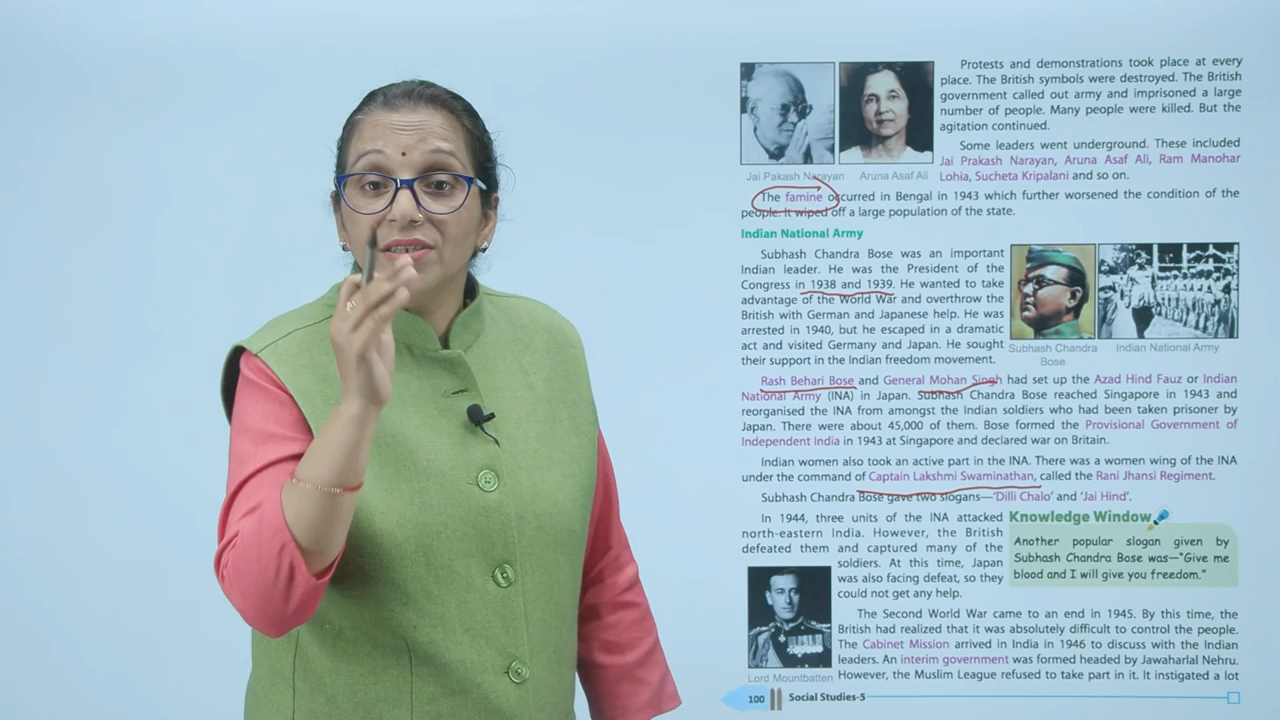 Protests and demonstrations took place at every
place. The British symbols were destroyed. The British
government called out army and imprisoned a large
number of people. Many people were killed. But the
agitation continued.
Some leaders went underground. These included
Jai Prakash Narayan, Aruna Asaf Ali, Ram Manohar
Lohia, Sucheta Kripalani and so on.
Jai Pakash Narayan
Aruna Asaf Ali
The famine occurred in Bengal in 1943 which further worsened the condition of the
people. It wiped off a large population of the state.
Indian National Army
Subhash Chandra Bose was an important
Indian leader. He was the President of the
Congress in 1938 and 1939. He wanted to take
advantage of the World War and overthrow the
British with German and Japanese help. He was
arrested in 1940, but he escaped in a dramatic
act and visited Germany and Japan. He sought
their support in the Indian freedom movement.
Subhash Chandra
Bose
Indian National Army
Rash Behari Bose and General Mohan Singh had set up the Azad Hind Fauz or Indian
National Army (INA) in Japan. Subhash Chandra Bose reached Singapore in 1943 and
reorganised the INA from amongst the Indian soldiers who had been taken prisoner by
Japan. There were about 45,000 of them. Bose formed the Provisional Government of
Independent India in 1943 at Singapore and declared war on Britain.
Indian women also took an active part in the INA. There was a women wing of the INA
under the command of Captain Lakshmi Swaminathan, called the Rani Jhansi Regiment.
Subhash Chandra Bose gave two slogans—‘Dilli Chalo’ and ‘Jai Hind’.
In 1944, three units of the INA attacked
north-eastern India. However, the British
defeated them and captured many of the
soldiers. At this time, Japan
was also facing defeat, so they
could not get any help.
Knowledge Window
Another popular slogan given by
Subhash Chandra Bose was—“Give me
blood and I will give you freedom.”
The Second World War came to an end in 1945. By this time, the
British had realized that it was absolutely difficult to control the people.
The Cabinet Mission arrived in India in 1946 to discuss with the Indian
leaders. An interim government was formed headed by Jawaharlal Nehru.
However, the Muslim League refused to take part in it. It instigated a lot
Lord Mountbatten
100 Social Studies-5